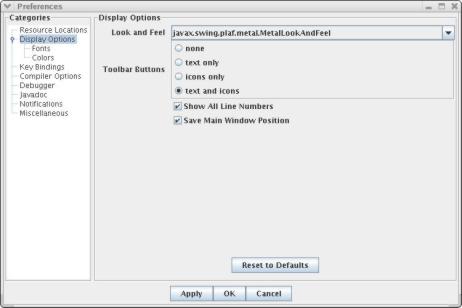 Preferences
Categories
Resource Locations
Display Options
Fonts
Colors
Key Bindings
Compiler Options
Debugger
Javadoc
Notifications
Miscellaneous
Display Options
Look and Feel
javax.swing.plaf.metal.MetalLookAndFeel
Toolbar Buttons
none
text only
icons only
text and icons
Show All Line Numbers
Save Main Window Position
Reset to Defaults
Apply
OK
Cancel